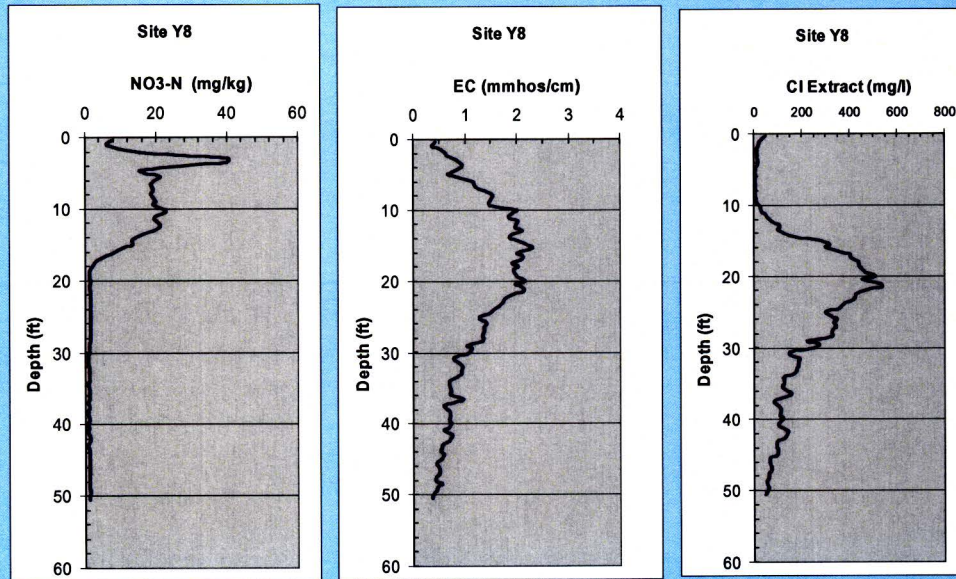 Site Y8
NO3-N (mg/kg)
0 20 40 60
0
10
20
30
40
50
60
Depth (ft)
Site Y8
EC (mmhos/cm)
0 1 2 3 4
0
10
20
30
40
50
60
Depth (ft)
Site Y8
Cl Extract (mg/l)
0 200 400 600 800
0
10
20
30
40
50
60
Depth (ft)